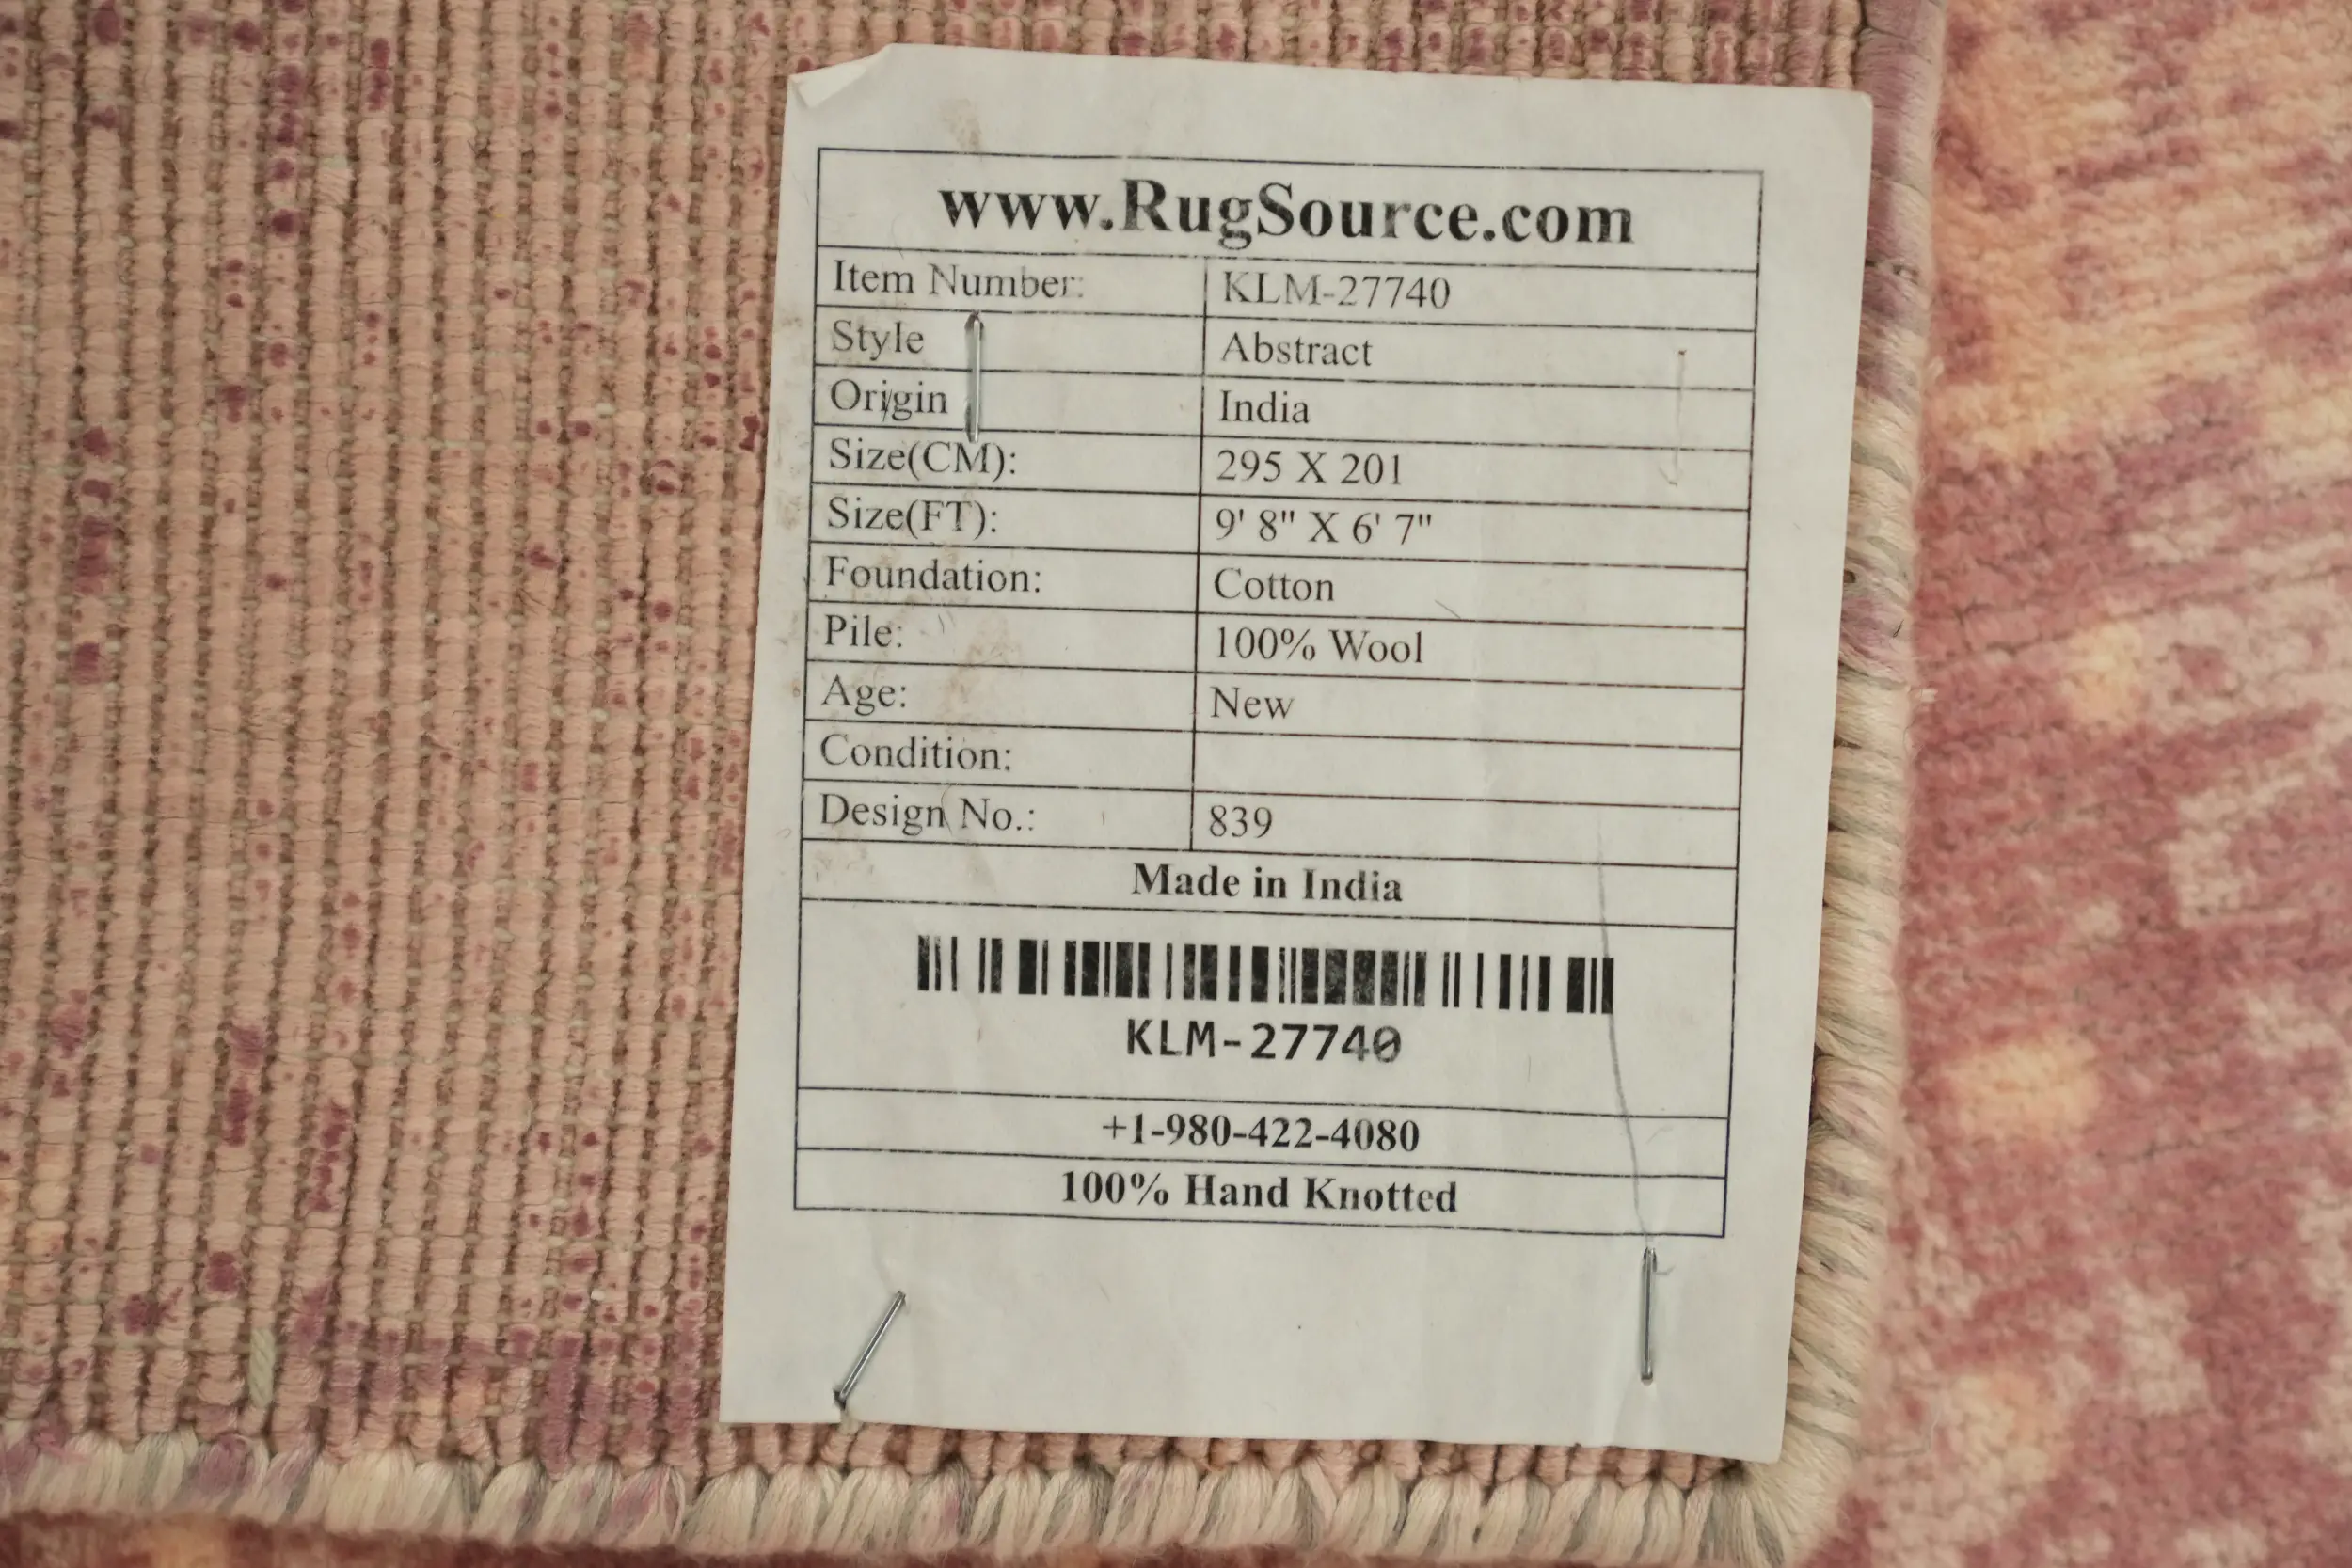 www.RugSource.com
Item Number: KLM-27740
Style Abstract
Origin India
Size(CM): 295 X 201
Size(FT): 9' 8" X 6' 7"
Foundation: Cotton
Pile: 100% Wool
Age: New
Condition:
Design No.: 839
Made in India
KLM-27740
+1-980-422-4080
100% Hand Knotted